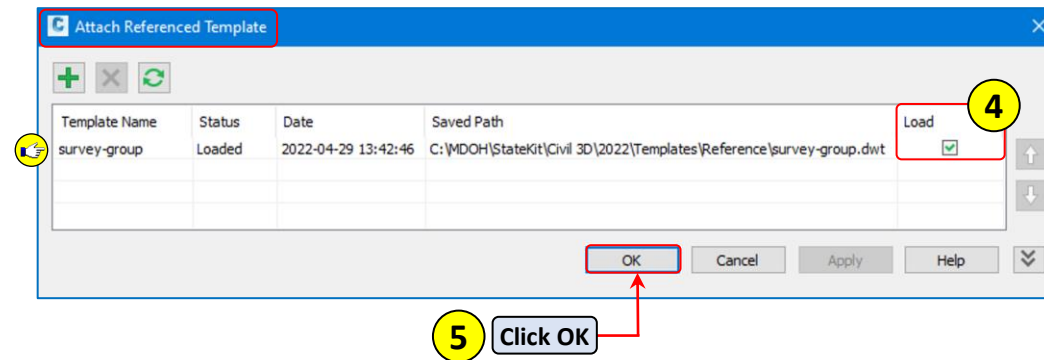 Attach Referenced Template
4
Template Name Status Date Saved Path Load
survey-group Loaded 2022-04-29 13:42:46 C:\MDOH\StateKit\Civil 3D\2022\Templates\Reference\survey-group.dwt
OK Cancel Apply Help
5 Click OK